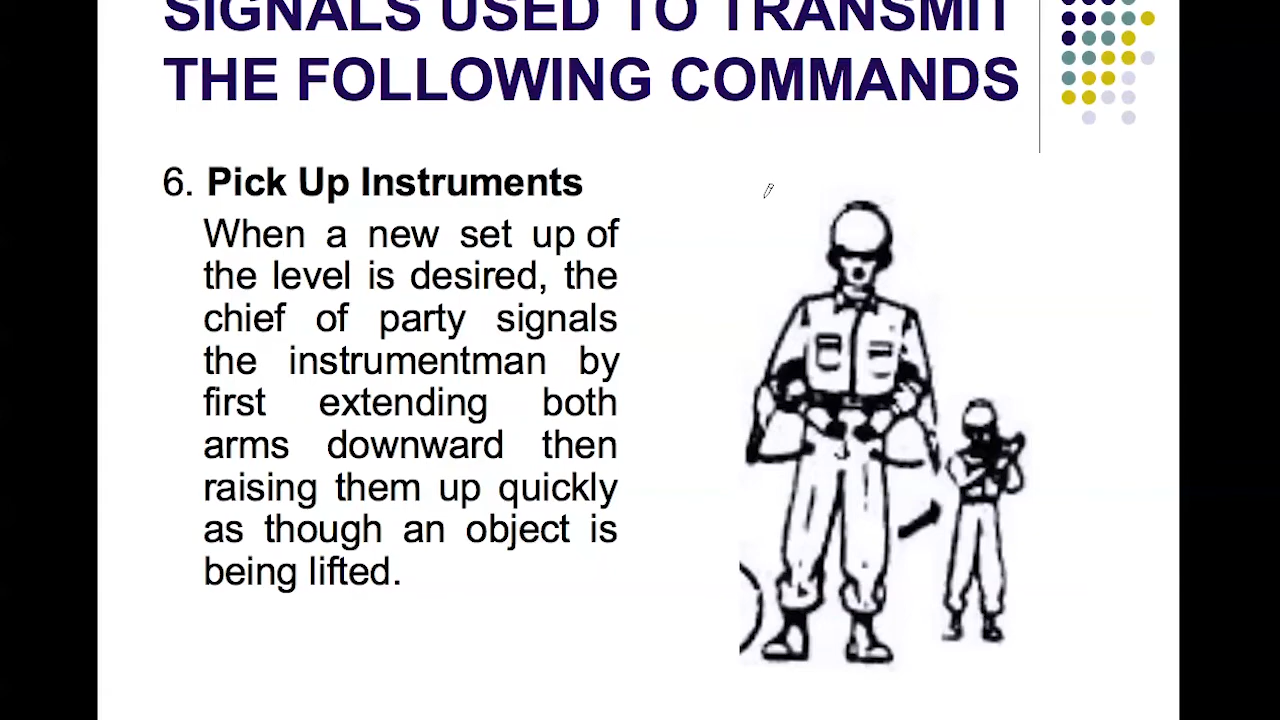 SIGNALS USED TO TRANSMIT
THE FOLLOWING COMMANDS
6. Pick Up Instruments
When a new set up of
the level is desired, the
chief of party signals
the instrumentman by
first extending both
arms downward then
raising them up quickly
as though an object is
being lifted.